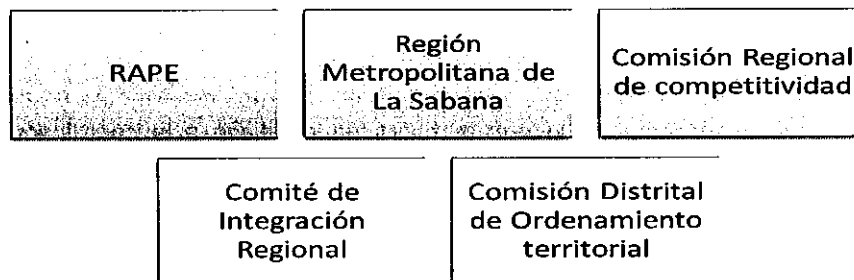 RAPE
Región
Metropolitana de
La Sabana
Comisión Regional
de competitividad
Comité de
Integración
Regional
Comisión Distrital
de Ordenamiento
territorial